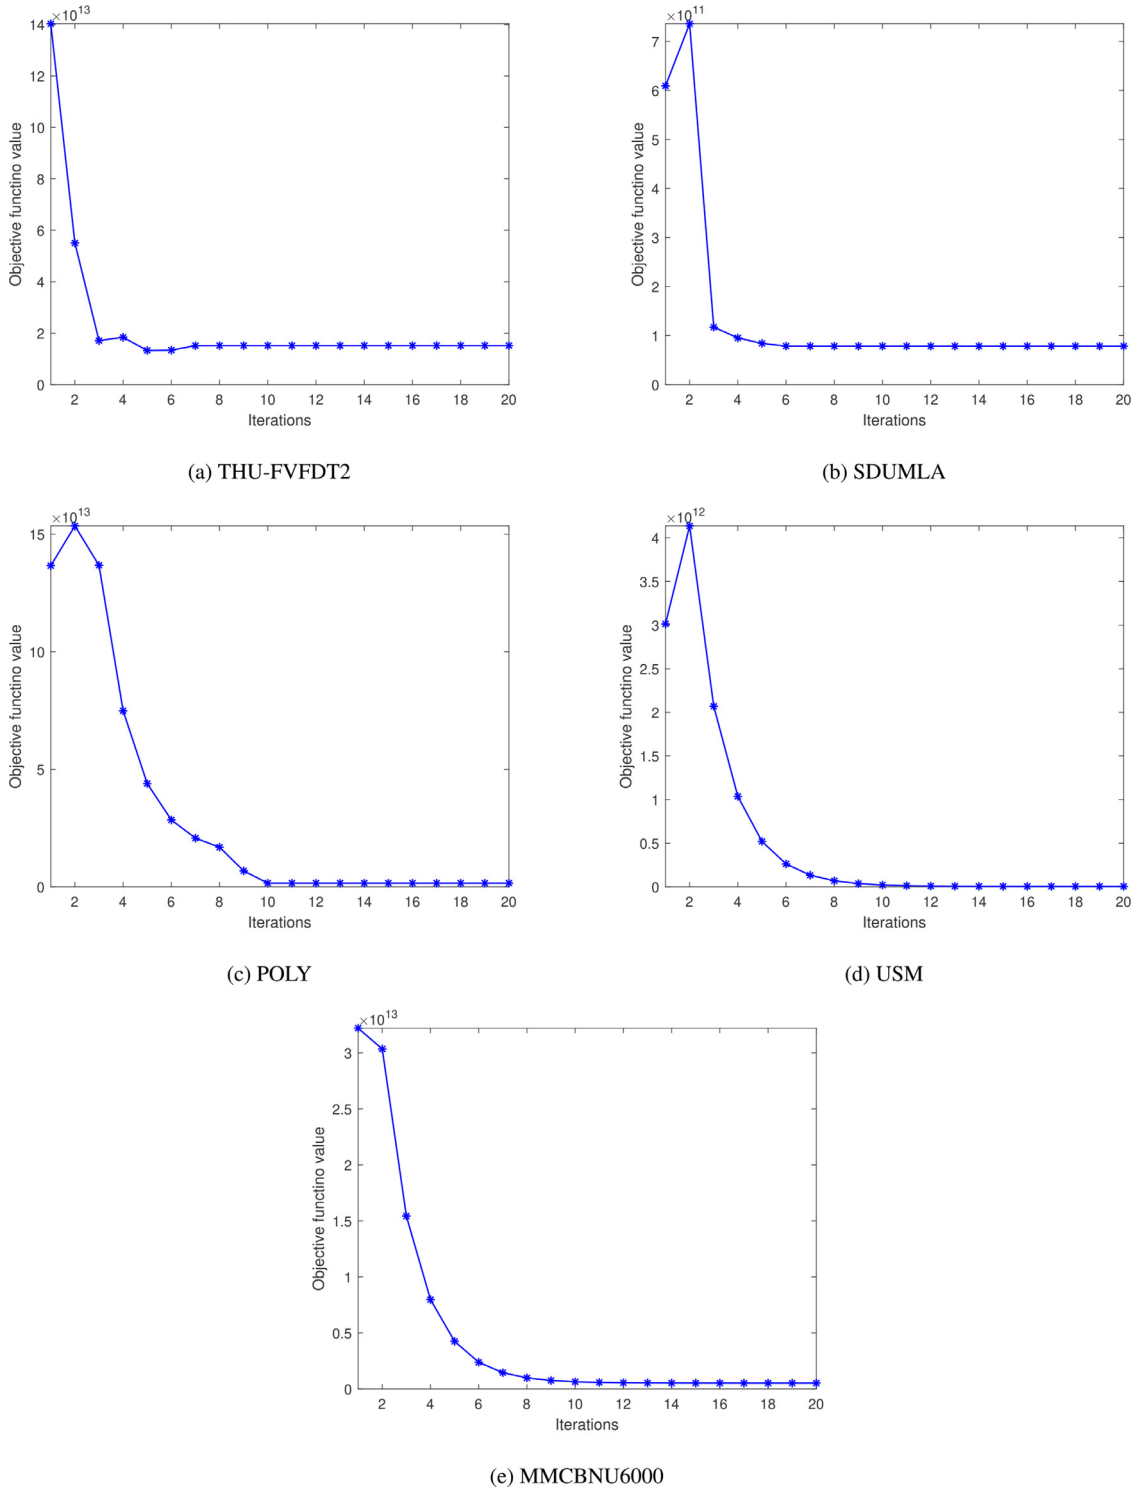 ×10^13
14
12
10
8
6
4
2
0
Objective functino value
2 4 6 8 10 12 14 16 18 20
Iterations
(a) THU-FVFDT2
×10^11
7
6
5
4
3
2
1
0
Objective functino value
2 4 6 8 10 12 14 16 18 20
Iterations
(b) SDUMLA
×10^13
15
10
5
0
Objective functino value
2 4 6 8 10 12 14 16 18 20
Iterations
(c) POLY
×10^12
4
3.5
3
2.5
2
1.5
1
0.5
0
Objective functino value
2 4 6 8 10 12 14 16 18 20
Iterations
(d) USM
×10^13
3
2.5
2
1.5
1
0.5
0
Objective functino value
2 4 6 8 10 12 14 16 18 20
Iterations
(e) MMCBNU6000